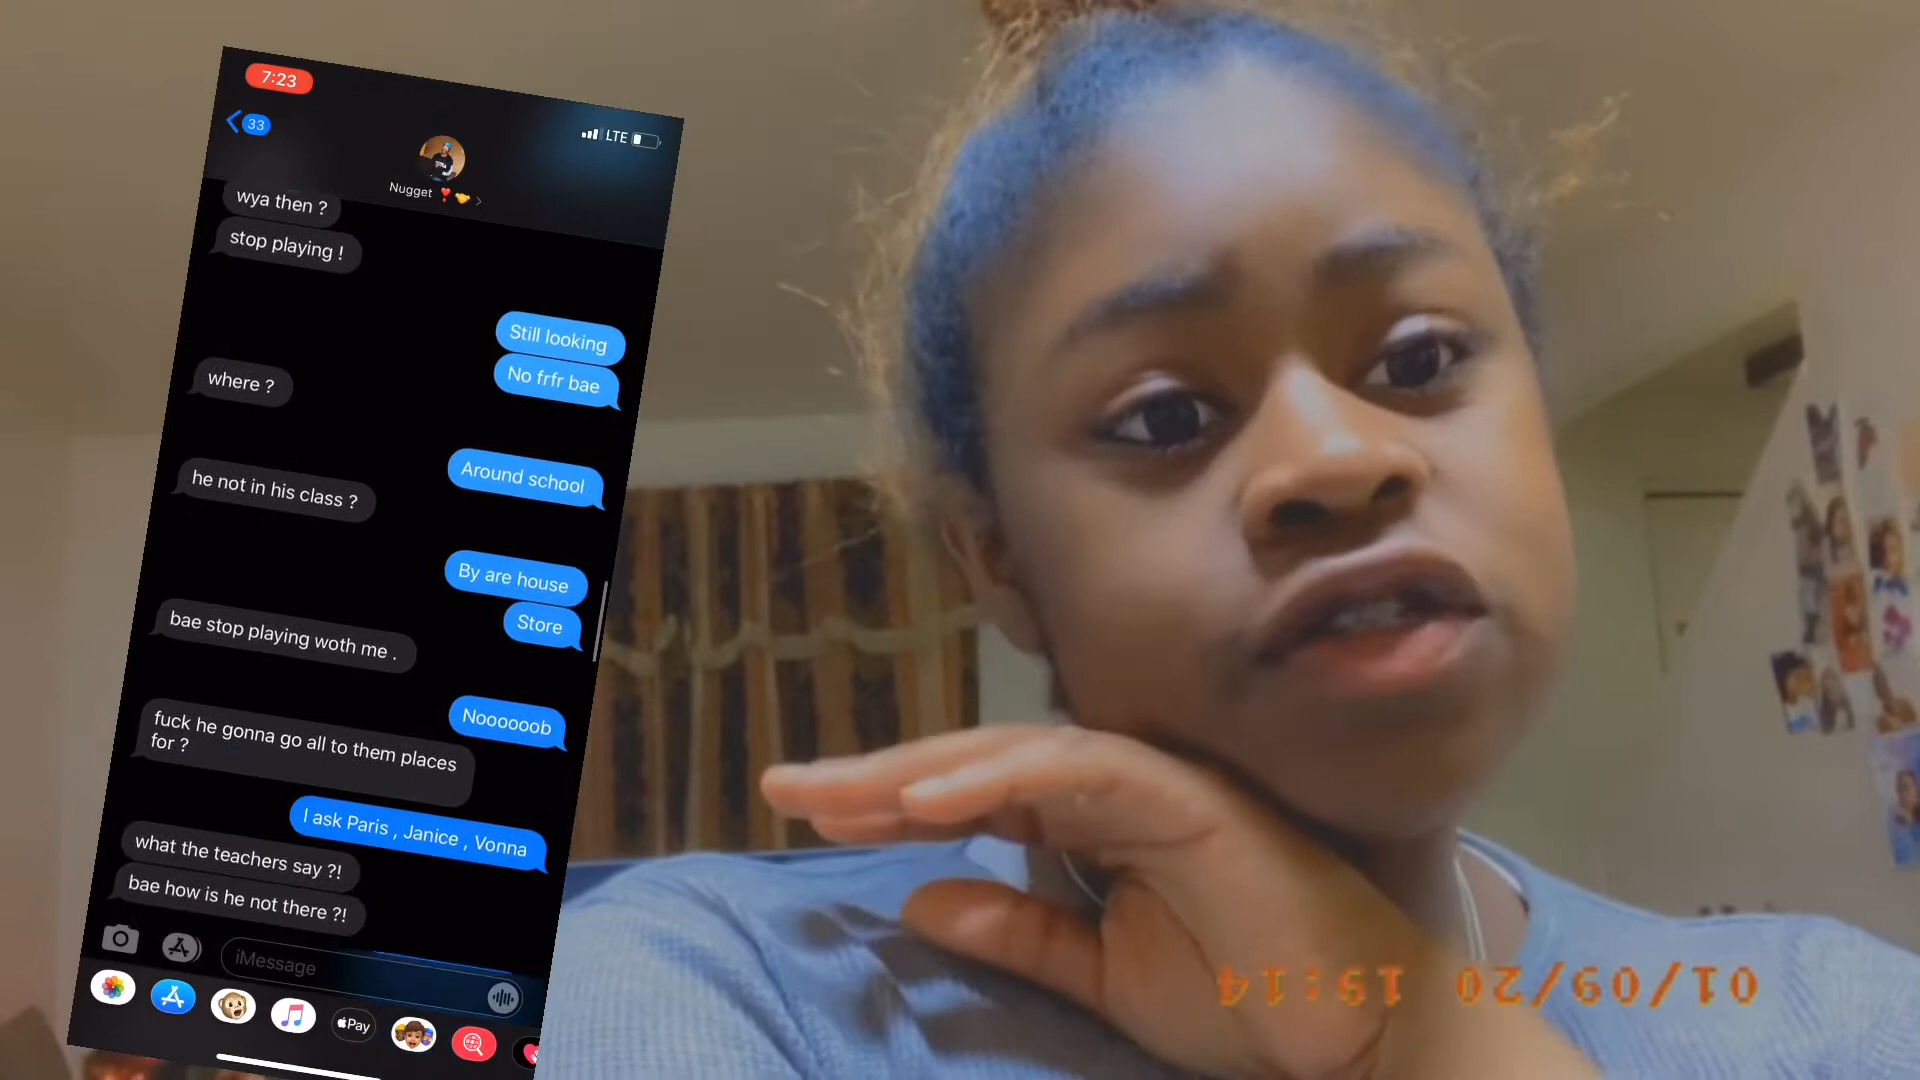 7:23
33
LTE
Nugget
wya then ?
stop playing !
Still looking
No frfr bae
where ?
Around school
he not in his class ?
By are house
Store
bae stop playing woth me .
Noooooob
fuck he gonna go all to them places
for ?
I ask Paris , Janice , Vonna
what the teachers say ?!
bae how is he not there ?!
iMessage
Pay
01/09/20 19:14